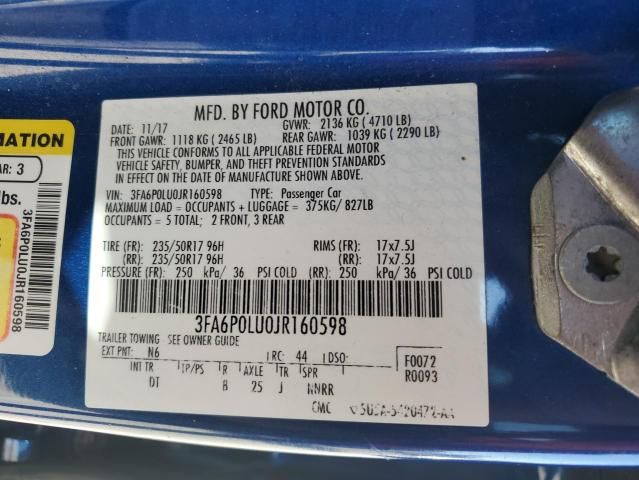 MFD. BY FORD MOTOR CO.
DATE: 11/17 GVWR: 2136 KG ( 4710 LB)
FRONT GAWR: 1118 KG ( 2465 LB) REAR GAWR: 1039 KG ( 2290 LB)
THIS VEHICLE CONFORMS TO ALL APPLICABLE FEDERAL MOTOR
VEHICLE SAFETY, BUMPER, AND THEFT PREVENTION STANDARDS
IN EFFECT ON THE DATE OF MANUFACTURE SHOWN ABOVE.
VIN: 3FA6P0LU0JR160598 TYPE: Passenger Car
MAXIMUM LOAD = OCCUPANTS + LUGGAGE = 375KG/ 827LB
OCCUPANTS = 5 TOTAL; 2 FRONT, 3 REAR
TIRE (F): 235/50R17 96H RIMS (F): 17x7.5J
(R): 235/50R17 96H (R): 17x7.5J
PRESSURE (F): 250 kPa/ 36 PSI COLD (RR): 250 kPa/ 36 PSI COLD
3FA6P0LU0JR160598
TRAILER TOWING - SEE OWNER GUIDE
EXT PNT: N6 RC: 44 DSO: F0072
INT TR TP/PS R AXLE TR SPR R0093
DT B 25 J NNRR
CMC
MATION
AR: 3
lbs.
3FA6P0LU0JR160598